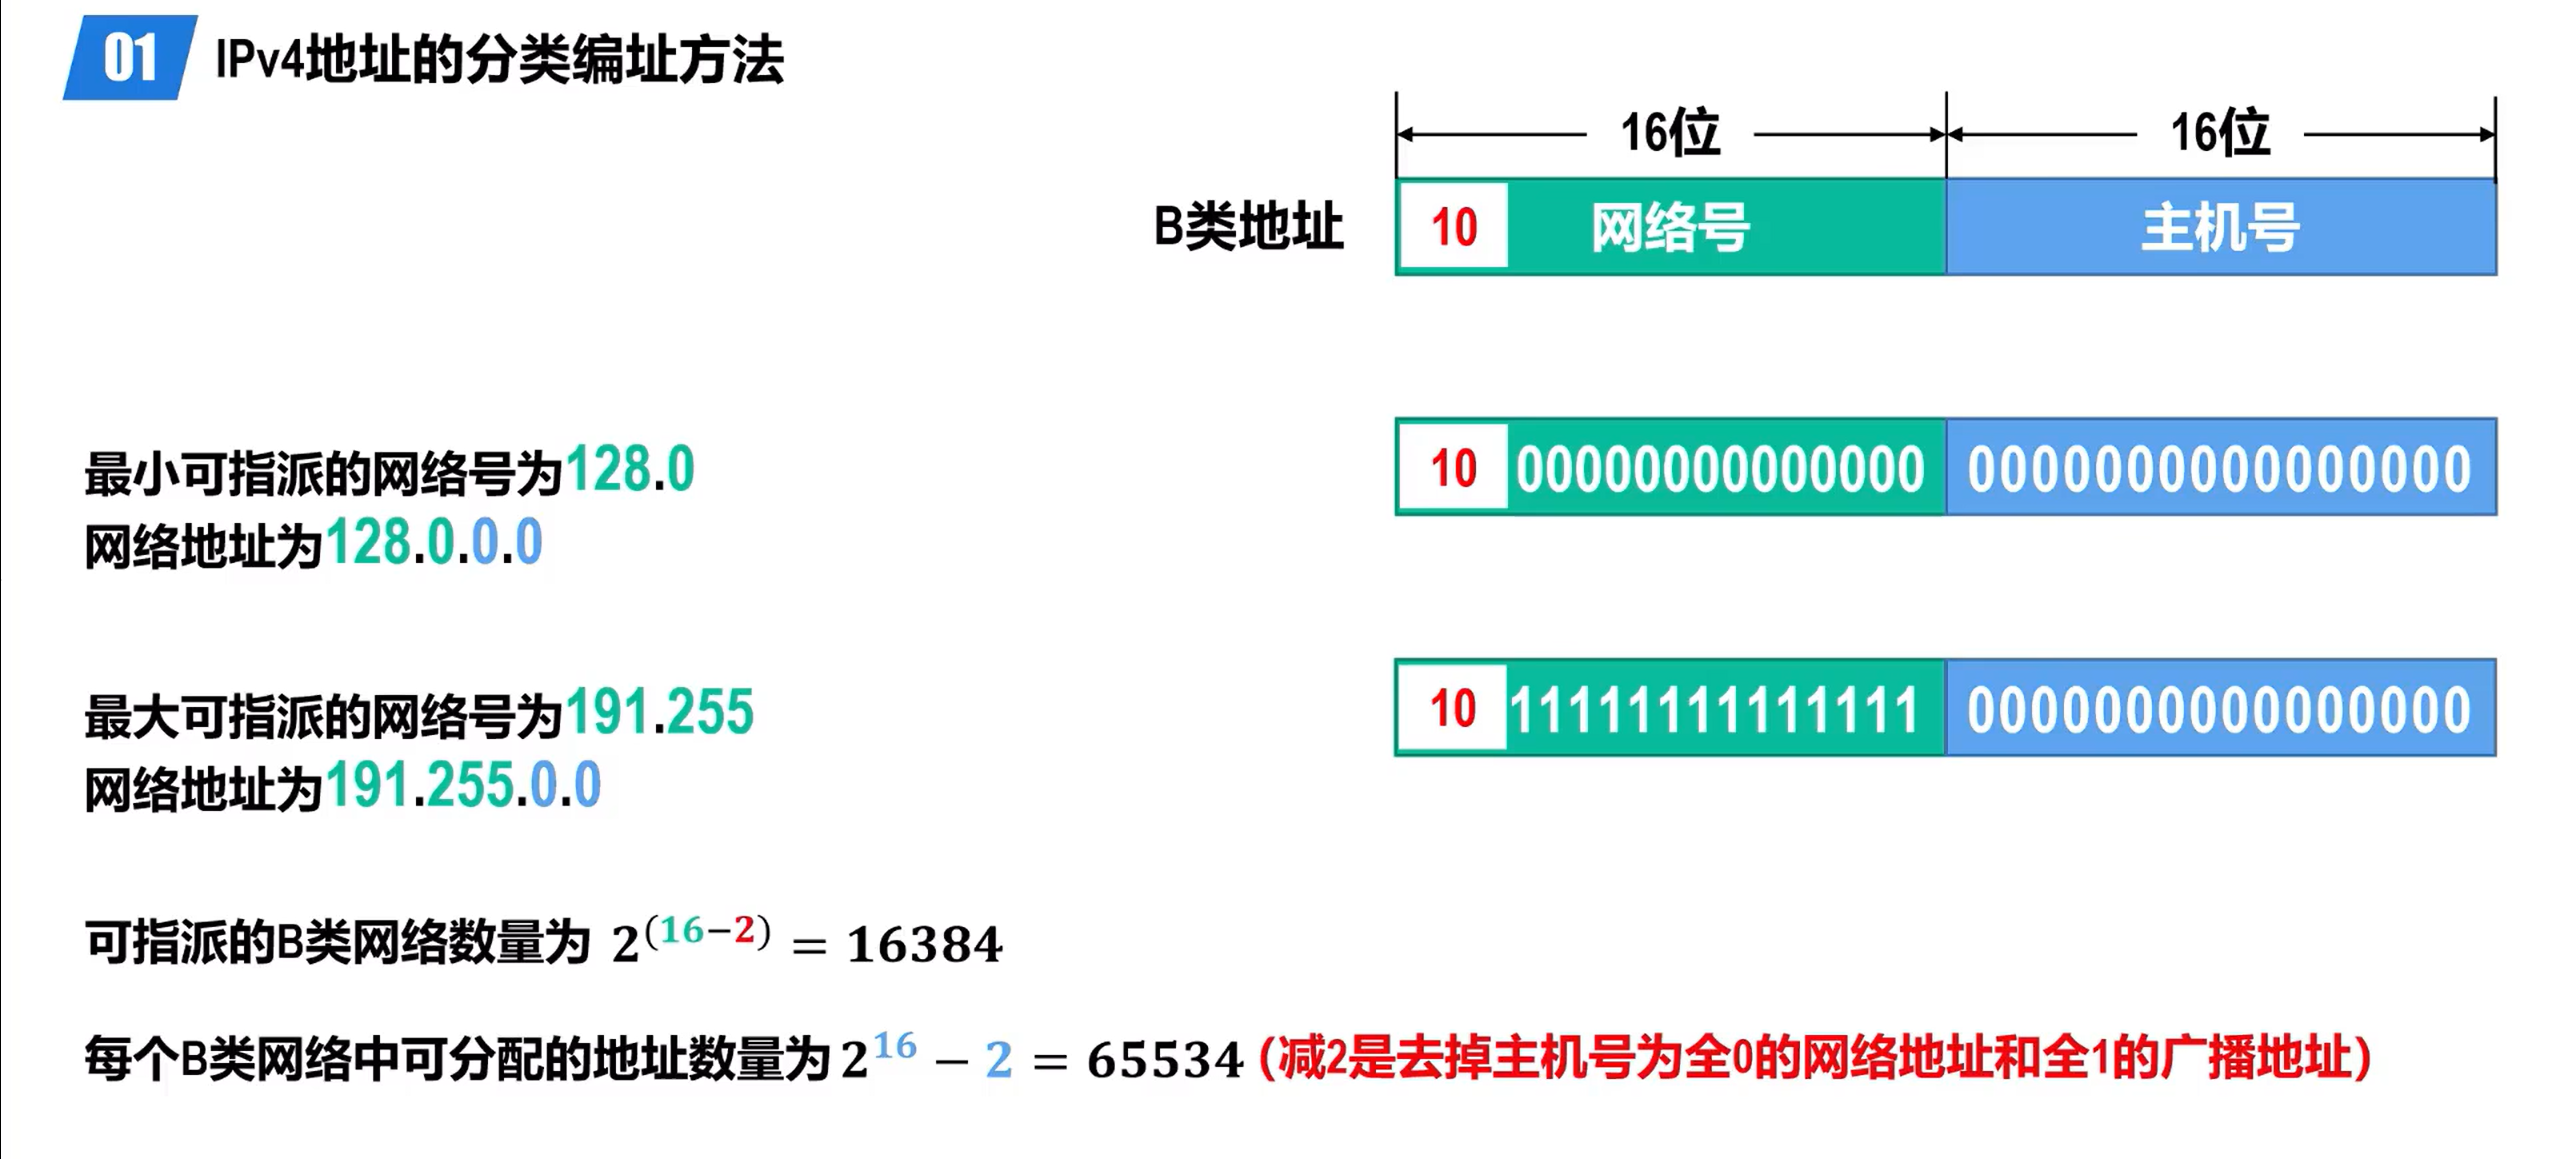 01 IPv4地址的分类编址方法
16位 16位
B类地址 10 网络号 主机号
最小可指派的网络号为128.0
网络地址为128.0.0.0
10 00000000000000 0000000000000000
最大可指派的网络号为191.255
网络地址为191.255.0.0
10 11111111111111 0000000000000000
可指派的B类网络数量为 2^(16−2) = 16384
每个B类网络中可分配的地址数量为 2^16 − 2 = 65534 (减2是去掉主机号为全0的网络地址和全1的广播地址)